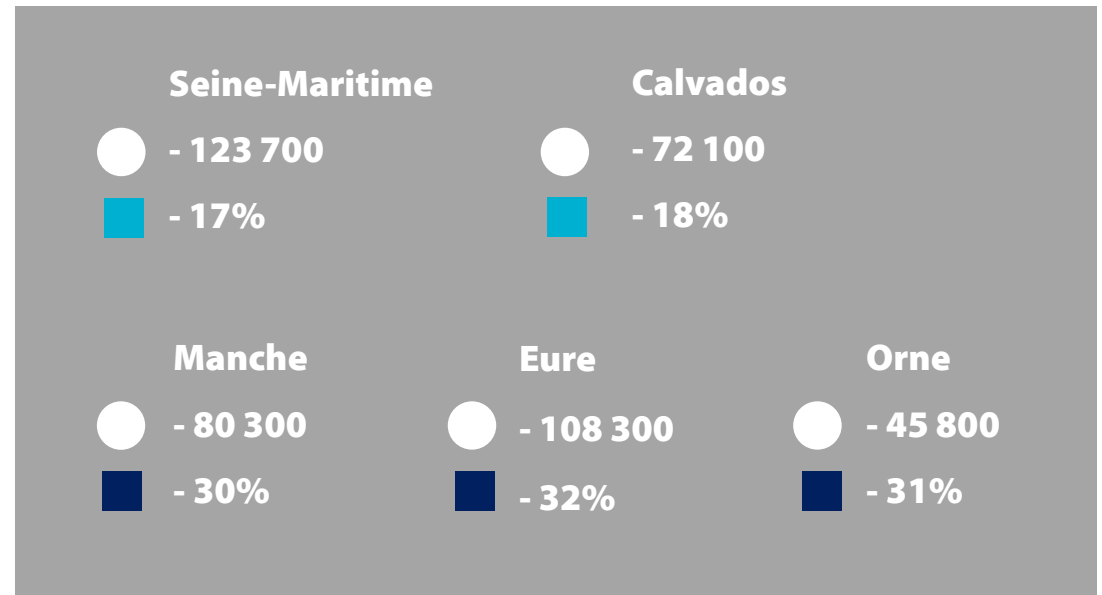 Seine-Maritime
- 123 700
- 17%
Calvados
- 72 100
- 18%
Manche
- 80 300
- 30%
Eure
- 108 300
- 32%
Orne
- 45 800
- 31%